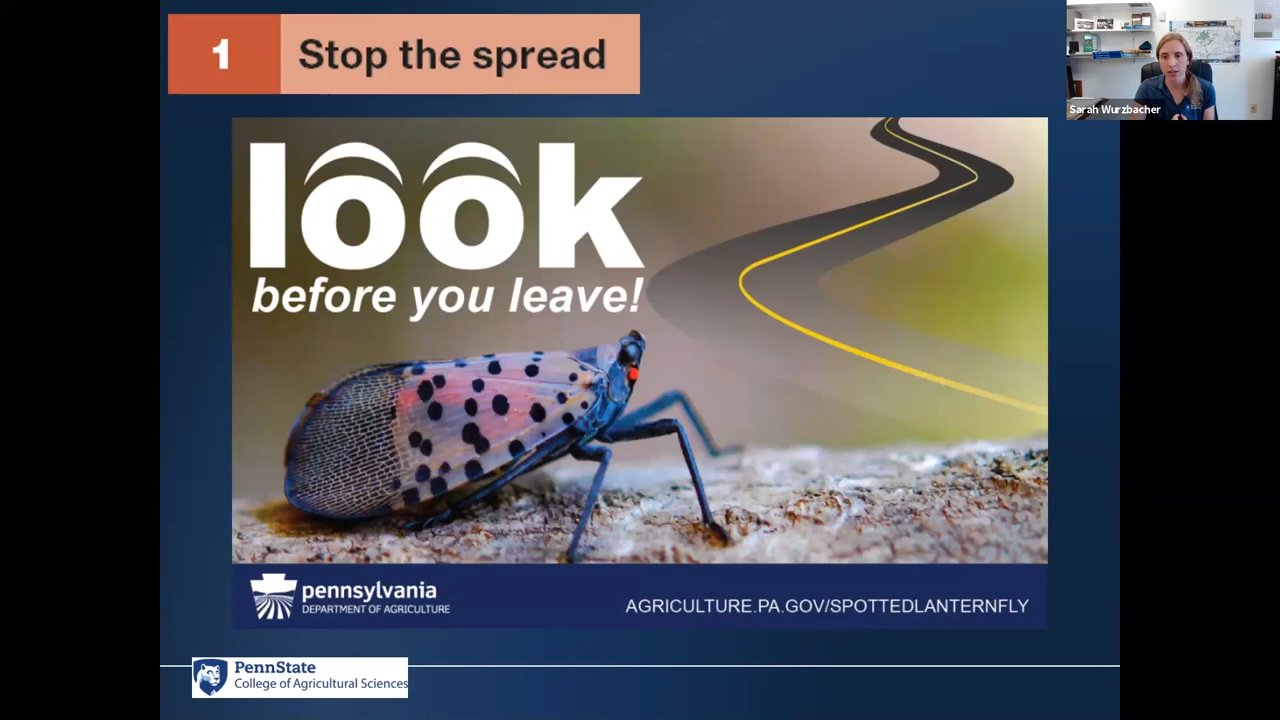 1 Stop the spread
Sarah Wurzbacher
look
before you leave!
pennsylvania
DEPARTMENT OF AGRICULTURE
AGRICULTURE.PA.GOV/SPOTTEDLANTERNFLY
PennState
College of Agricultural Sciences